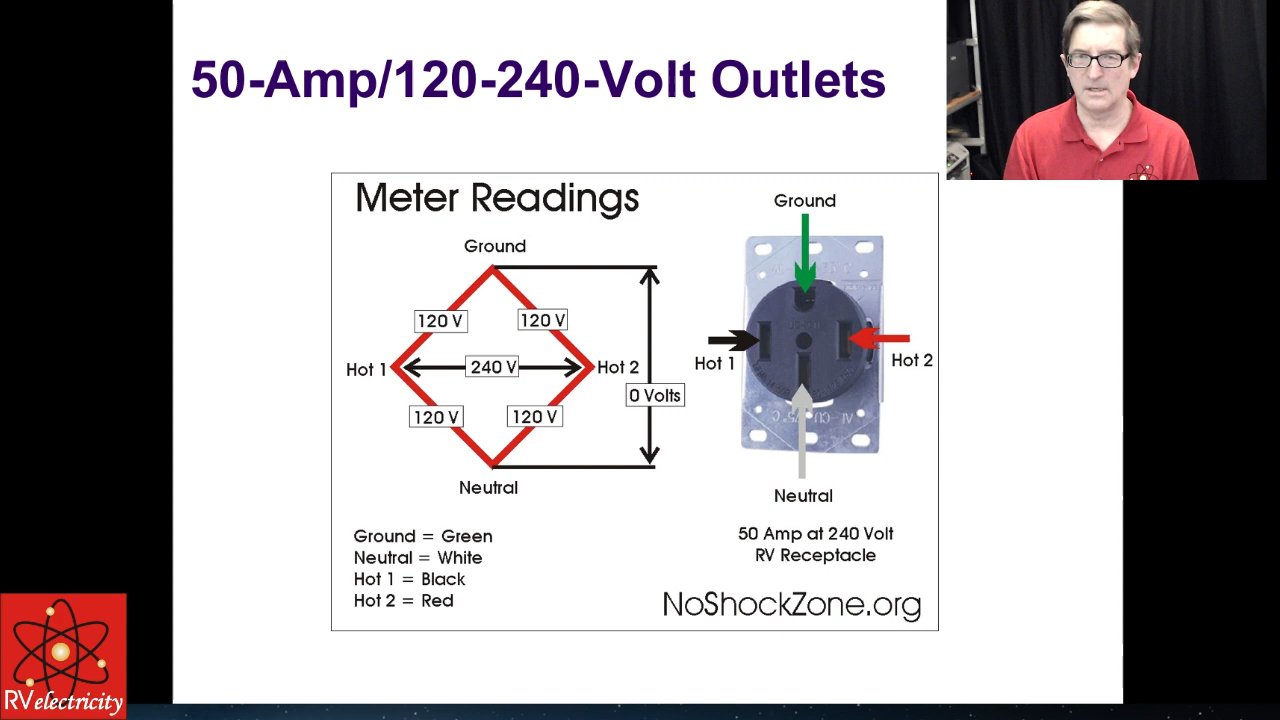 50-Amp/120-240-Volt Outlets
Meter Readings
Ground
120 V
120 V
Hot 1
240 V
Hot 2
0 Volts
120 V
120 V
Neutral
Ground = Green
Neutral = White
Hot 1 = Black
Hot 2 = Red
Ground
Hot 1
Hot 2
Neutral
50 Amp at 240 Volt
RV Receptacle
NoShockZone.org
RVelectricity